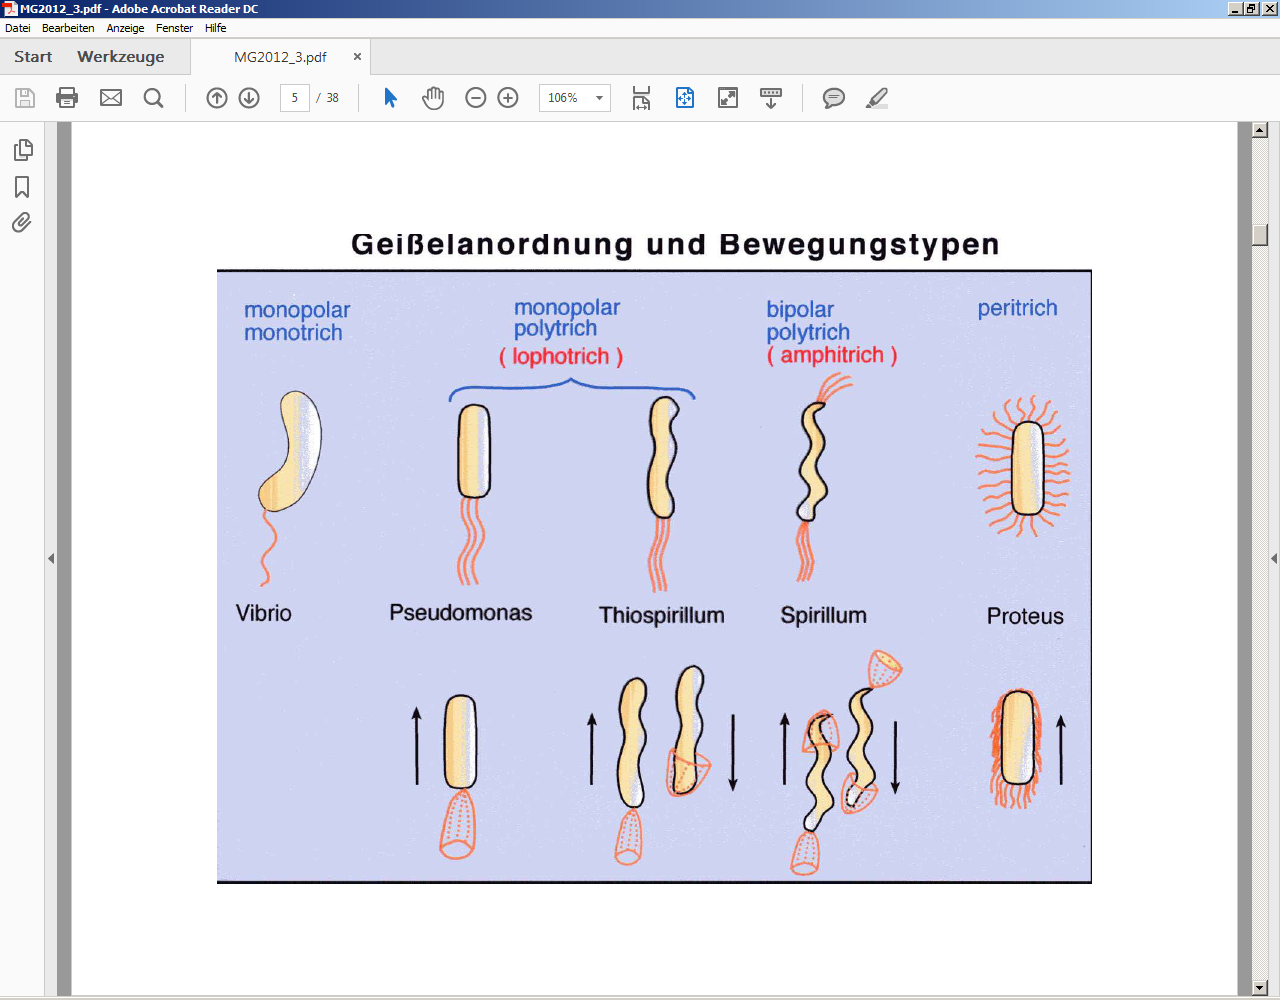 MG2012_3.pdf - Adobe Acrobat Reader DC
Datei Bearbeiten Anzeige Fenster Hilfe
Start Werkzeuge MG2012_3.pdf ×
5 / 38 106%
Geißelanordnung und Bewegungstypen
monopolar monotrich
monopolar polytrich
( lophotrich )
bipolar polytrich
( amphitrich )
peritrich
Vibrio Pseudomonas Thiospirillum Spirillum Proteus